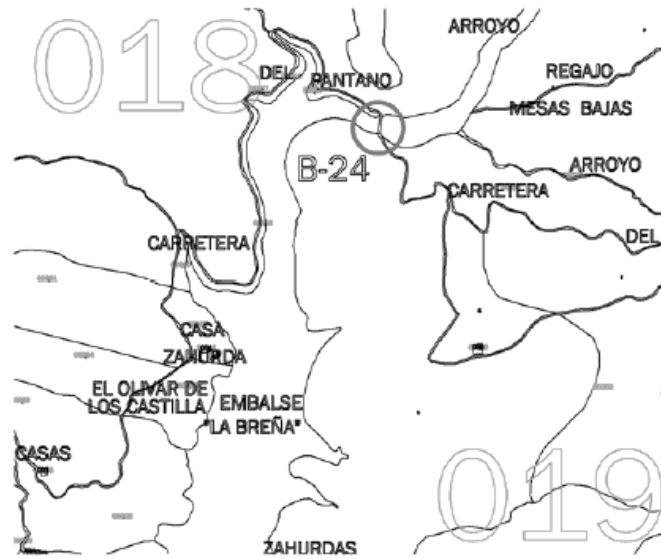 018
ARROYO
DEL
PANTANO
REGAJO
MESAS BAJAS
B-24
ARROYO
CARRETERA
DEL
CARRETERA
CASA
ZAHURDA
EL OLIVAR DE
LOS CASTILLA
EMBALSE
"LA BREÑA"
CASAS
019
ZAHURDAS